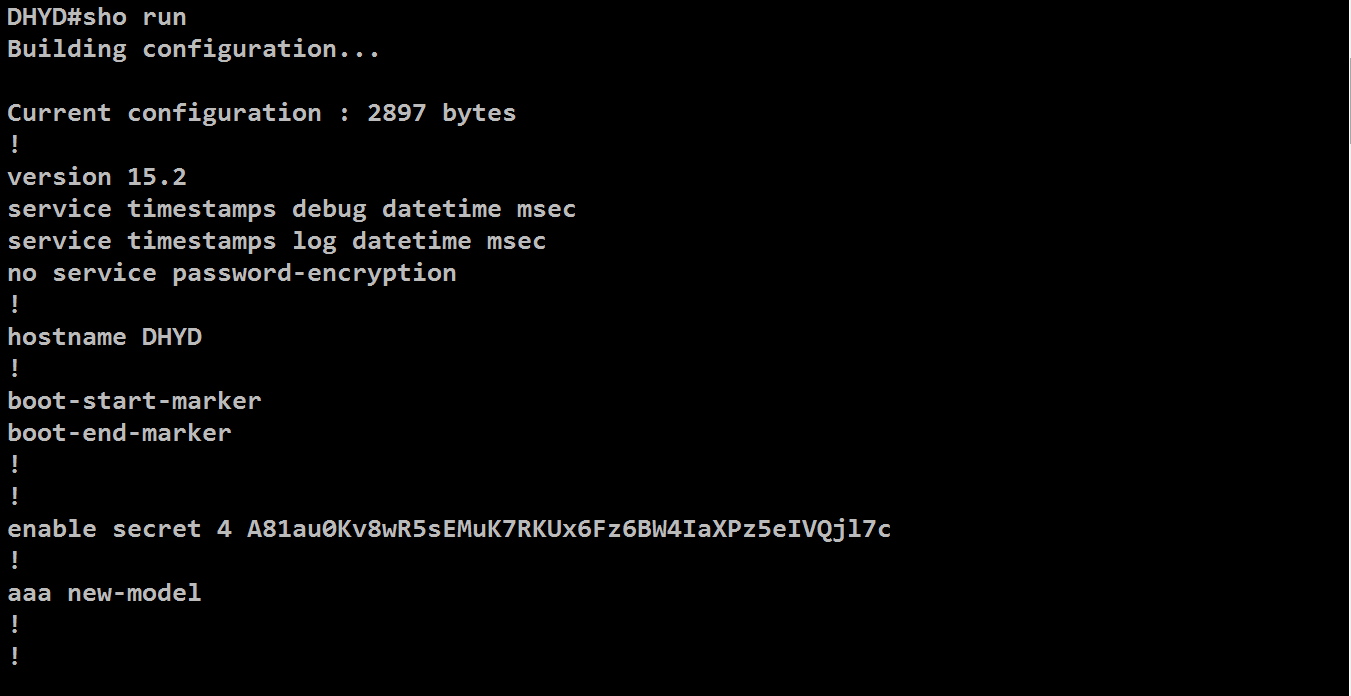 DHYD#sho run
Building configuration...
Current configuration : 2897 bytes
!
version 15.2
service timestamps debug datetime msec
service timestamps log datetime msec
no service password-encryption
!
hostname DHYD
!
boot-start-marker
boot-end-marker
!
!
enable secret 4 A81au0Kv8wR5sEMuK7RKUx6Fz6BW4IaXPz5eIVQjl7c
!
aaa new-model
!
!